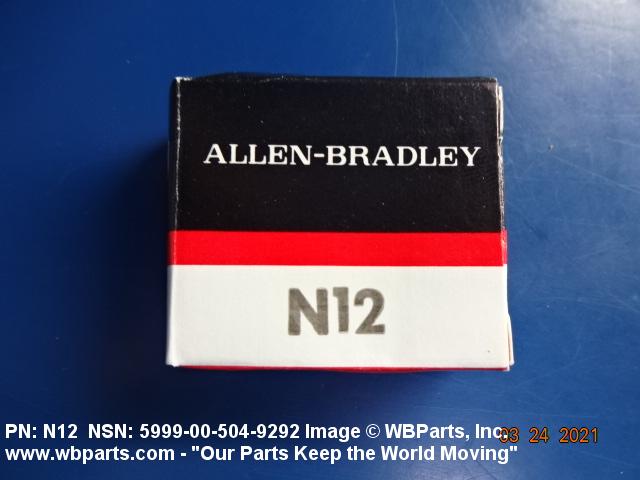 ALLEN-BRADLEY
N12
PN: N12 NSN: 5999-00-504-9292 Image © WBParts, Inc.
03 24 2021
www.wbparts.com - "Our Parts Keep the World Moving"